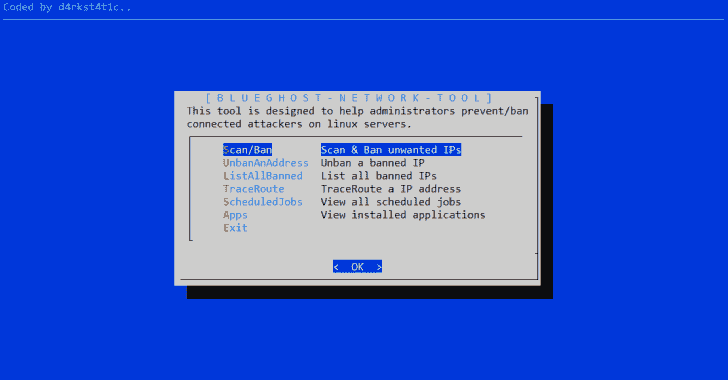 Coded by d4rkst4t1c..
[ B L U E G H O S T - N E T W O R K - T O O L ]
This tool is designed to help administrators prevent/ban
connected attackers on linux servers.
Scan/Ban Scan & Ban unwanted IPs
UnbanAnAddress Unban a banned IP
ListAllBanned List all banned IPs
TraceRoute TraceRoute a IP address
ScheduledJobs View all scheduled jobs
Apps View installed applications
Exit
< OK >